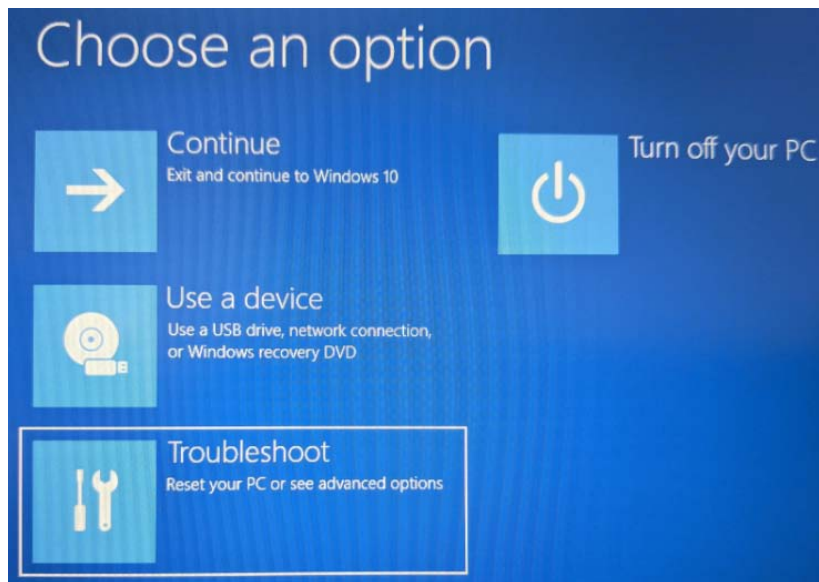 Choose an option
Continue
Exit and continue to Windows 10
Turn off your PC
Use a device
Use a USB drive, network connection,
or Windows recovery DVD
Troubleshoot
Reset your PC or see advanced options